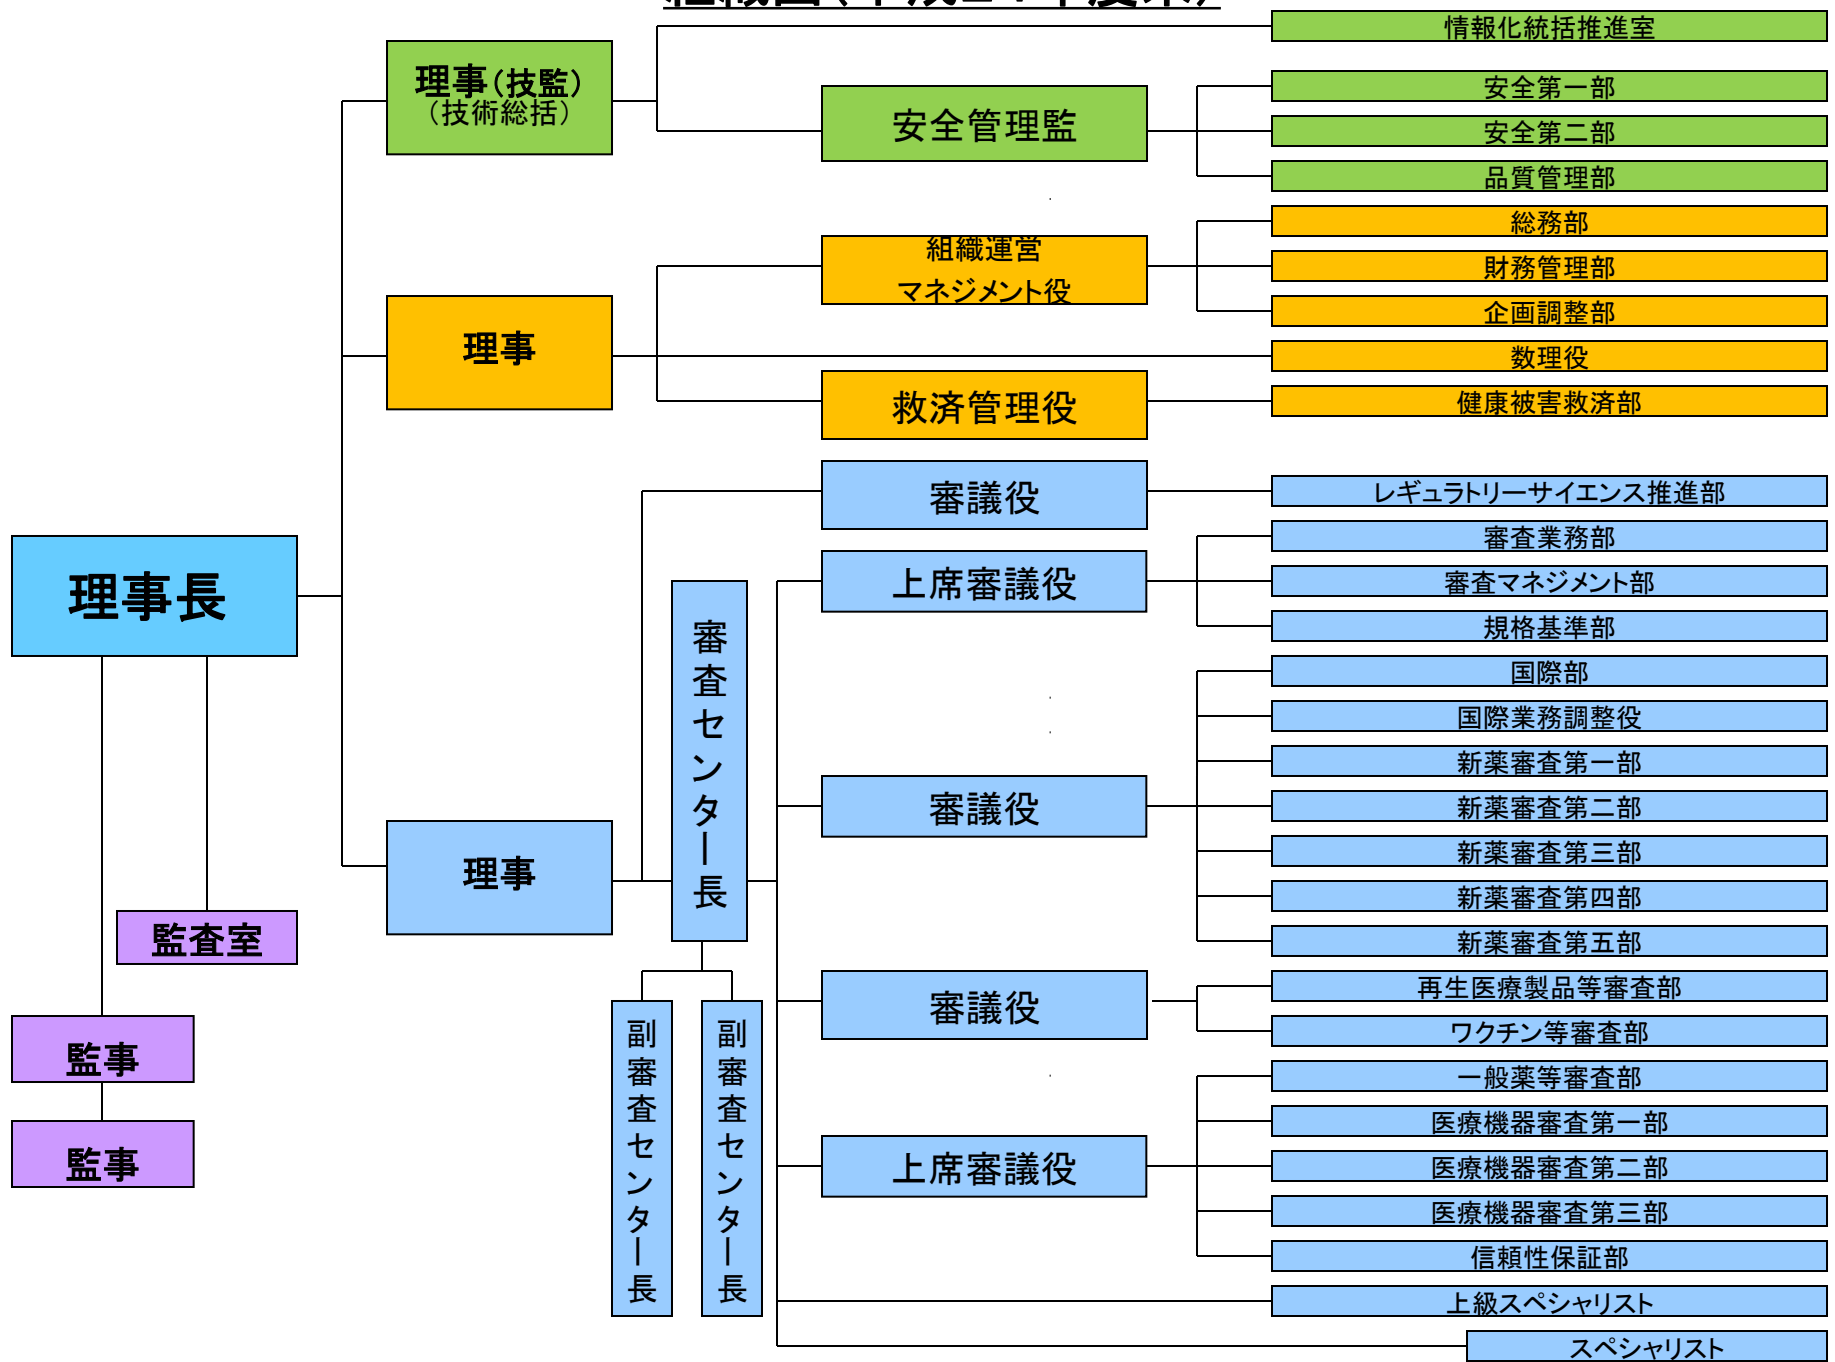 情報化統括推進室
理事（技監）
（技術総括）
安全管理監
安全第一部
安全第二部
品質管理部
組織運営
マネジメント役
総務部
財務管理部
企画調整部
理事
数理役
救済管理役
健康被害救済部
審議役
レギュラトリーサイエンス推進部
理事長
上席審議役
審査業務部
審査マネジメント部
規格基準部
審査センター長
国際部
国際業務調整役
新薬審査第一部
審議役
新薬審査第二部
新薬審査第三部
新薬審査第四部
新薬審査第五部
理事
監査室
審議役
再生医療製品等審査部
ワクチン等審査部
監事
監事
副審査センター長
副審査センター長
一般薬等審査部
医療機器審査第一部
上席審議役
医療機器審査第二部
医療機器審査第三部
信頼性保証部
上級スペシャリスト
スペシャリスト